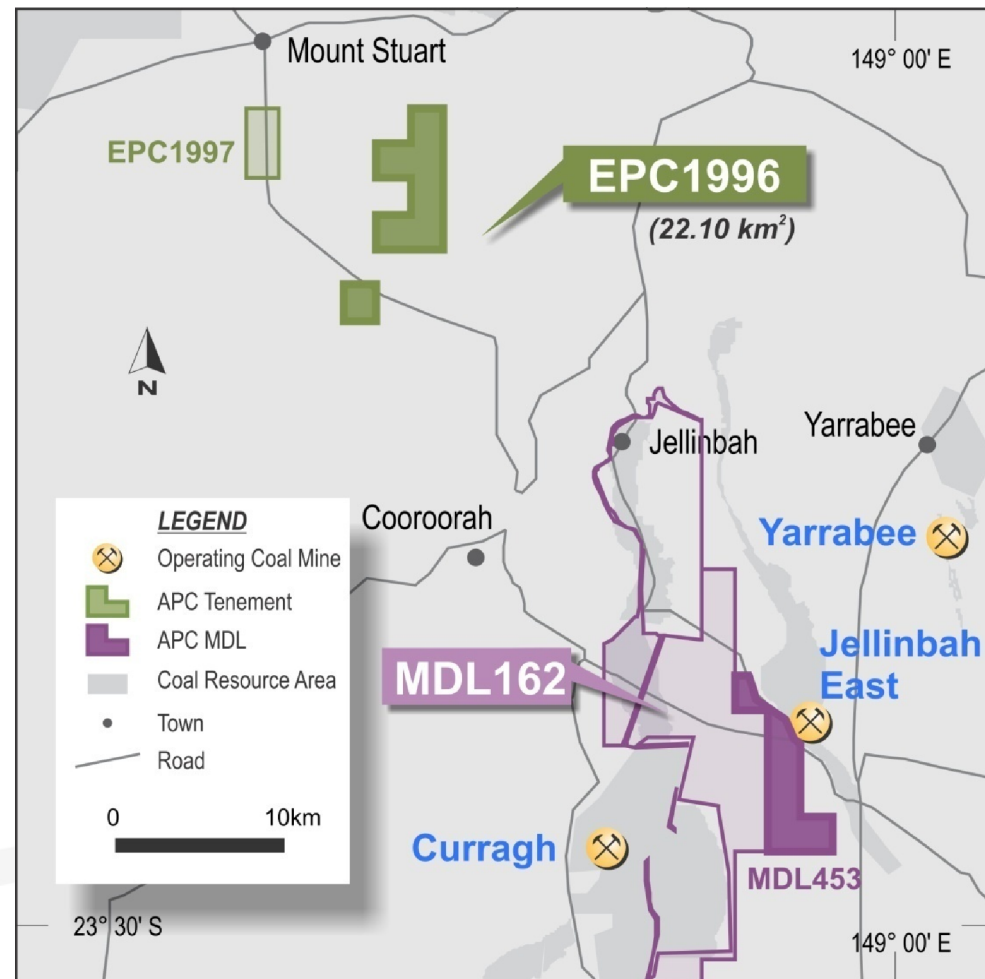 Mount Stuart
149° 00' E
EPC1997
EPC1996
(22.10 km²)
N
Jellinbah
Yarrabee
Cooroorah
Yarrabee
LEGEND
Operating Coal Mine
APC Tenement
APC MDL
Coal Resource Area
Town
Road
0 10km
MDL162
Jellinbah
East
Curragh
MDL453
23° 30' S
149° 00' E